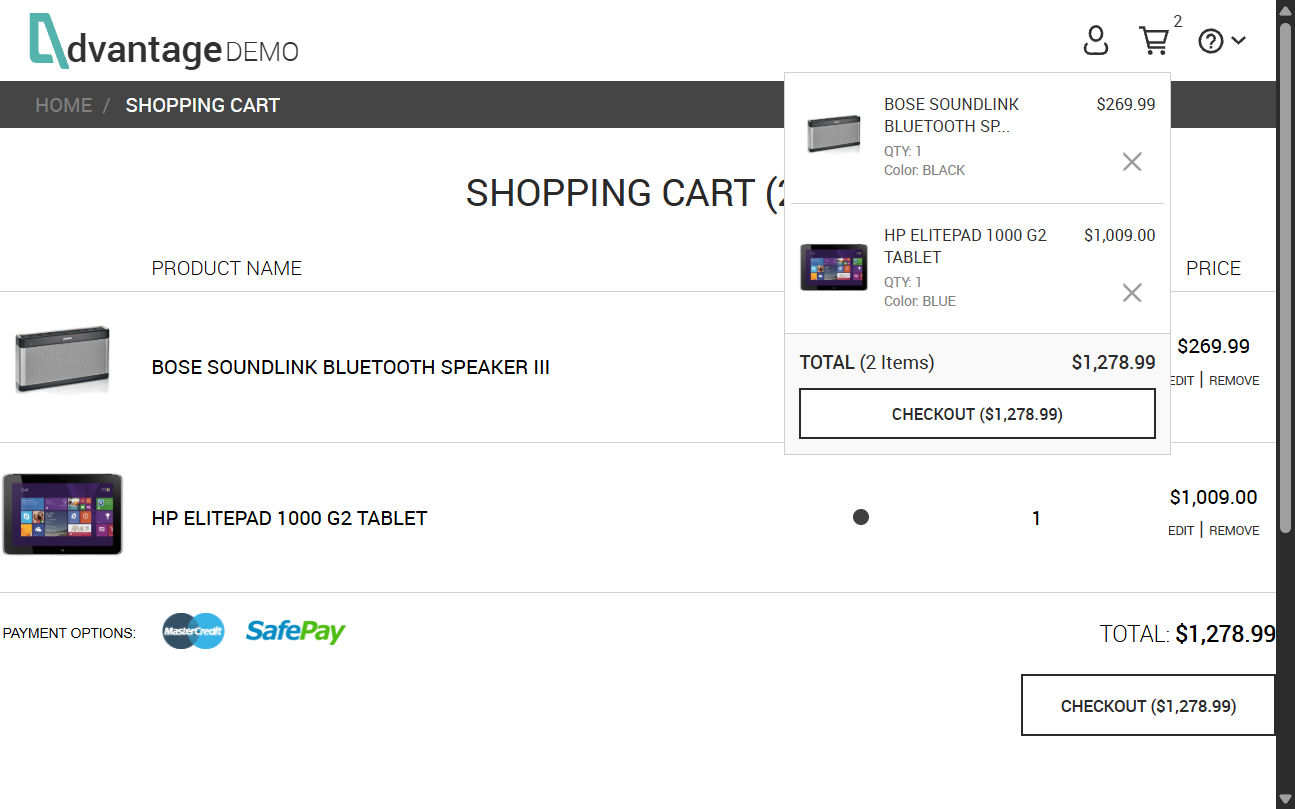 dvantage DEMO
2
HOME / SHOPPING CART
SHOPPING CART (2
PRODUCT NAME
PRICE
BOSE SOUNDLINK BLUETOOTH SPEAKER III
$269.99
EDIT | REMOVE
HP ELITEPAD 1000 G2 TABLET
1
$1,009.00
EDIT | REMOVE
PAYMENT OPTIONS:
MasterCredit
SafePay
TOTAL: $1,278.99
CHECKOUT ($1,278.99)
BOSE SOUNDLINK
BLUETOOTH SP...
$269.99
QTY: 1
Color: BLACK
HP ELITEPAD 1000 G2
TABLET
$1,009.00
QTY: 1
Color: BLUE
TOTAL (2 Items)
$1,278.99
CHECKOUT ($1,278.99)